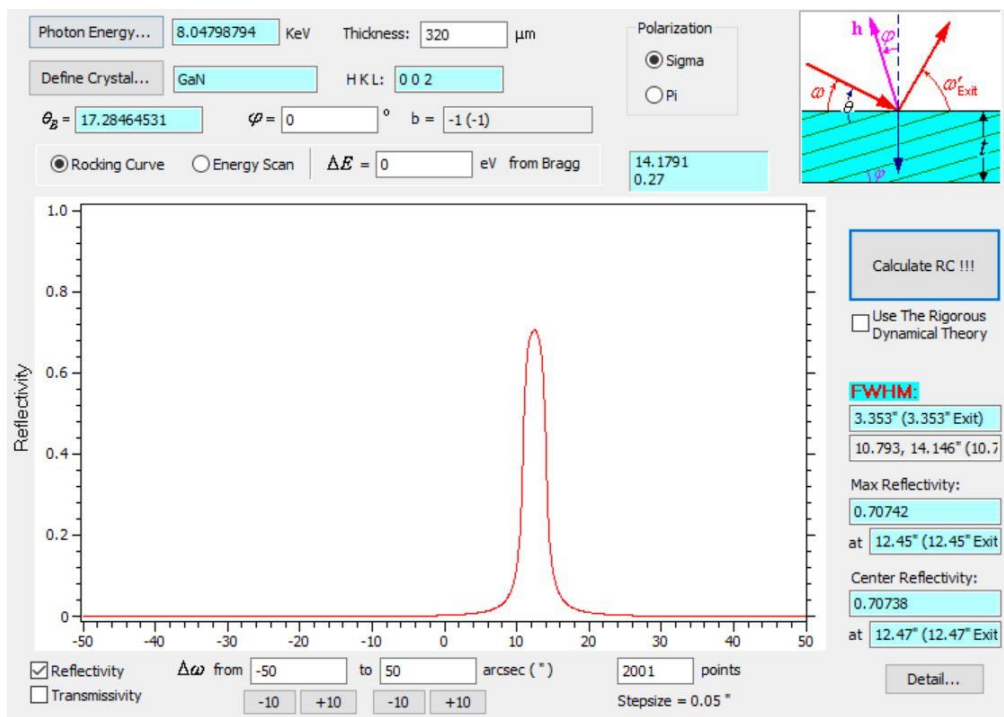 Photon Energy... 8.04798794 KeV Thickness: 320 μm Polarization
Sigma
Pi
Define Crystal... GaN H K L: 0 0 2
θB = 17.28464531 φ = 0 ° b = -1 (-1)
Rocking Curve Energy Scan ΔE = 0 eV from Bragg
14.1791
0.27
h φ ω θ ω′Exit t φ
Reflectivity
1.0
0.8
0.6
0.4
0.2
0
-50 -40 -30 -20 -10 0 10 20 30 40 50
Calculate RC !!!
Use The Rigorous
Dynamical Theory
FWHM:
3.353" (3.353" Exit)
10.793, 14.146" (10.7
Max Reflectivity:
0.70742
at 12.45" (12.45" Exit
Center Reflectivity:
0.70738
at 12.47" (12.47" Exit
Detail...
Reflectivity Δω from -50 to 50 arcsec ( " ) 2001 points
Transmissivity -10 +10 -10 +10 Stepsize = 0.05 "